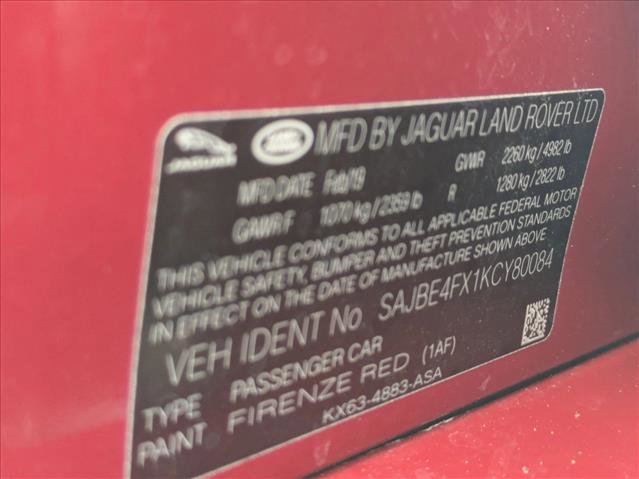 JAGUAR LAND ROVER MFD BY JAGUAR LAND ROVER LTD
MFD DATE Feb/19 GVWR 2260 kg / 4982 lb
GAWR F 1070 kg / 2359 lb R 1280 kg / 2822 lb
THIS VEHICLE CONFORMS TO ALL APPLICABLE FEDERAL MOTOR
VEHICLE SAFETY, BUMPER AND THEFT PREVENTION STANDARDS
IN EFFECT ON THE DATE OF MANUFACTURE SHOWN ABOVE
VEH IDENT No SAJBE4FX1KCY80084
TYPE PASSENGER CAR
PAINT FIRENZE RED (1AF)
KX63-4883-ASA